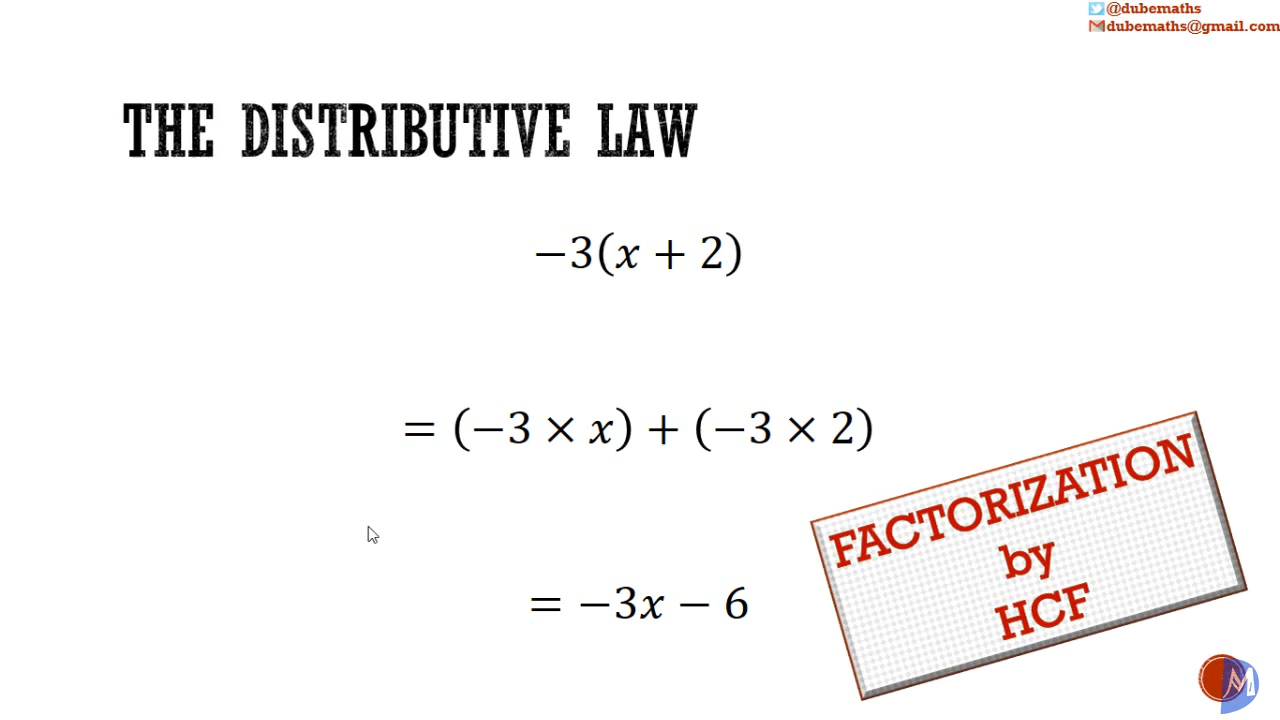 @dubemaths
dubemaths@gmail.com
THE DISTRIBUTIVE LAW
−3(x + 2)
= (−3 × x) + (−3 × 2)
= −3x − 6
FACTORIZATION
by
HCF